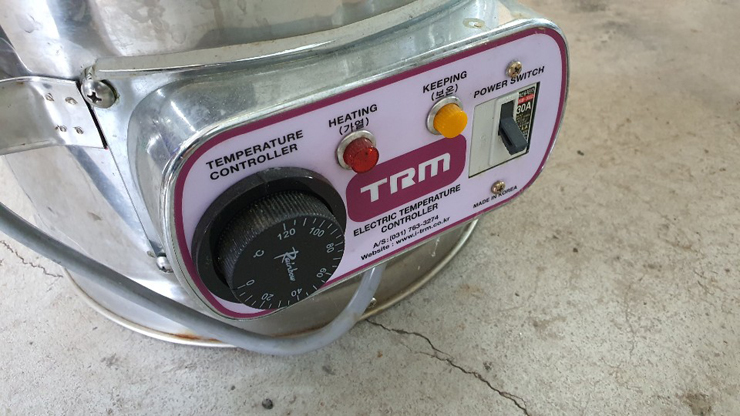 TEMPERATURE
CONTROLLER
HEATING
(가열)
KEEPING
(보온)
POWER SWITCH
30A
TRM
ELECTRIC TEMPERATURE
CONTROLLER
A/S: (031) 763-3274
Website : www.i-trm.co.kr
MADE IN KOREA
°C
Rainbow
0 20 40 60 80 100 120